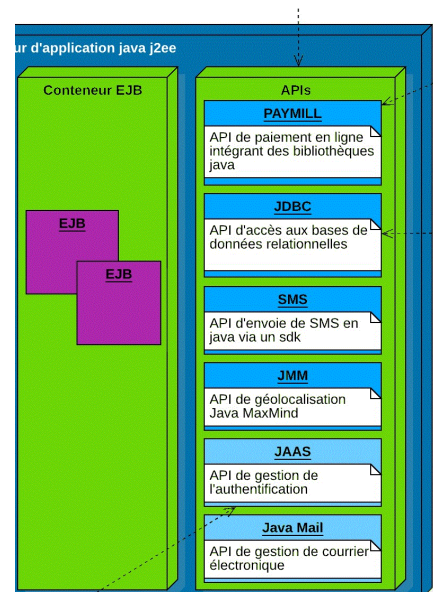 ur d'application java j2ee
Conteneur EJB
EJB
EJB
APIs
PAYMILL
API de paiement en ligne
intégrant des bibliothèques
java
JDBC
API d'accès aux bases de
données relationnelles
SMS
API d'envoie de SMS en
java via un sdk
JMM
API de géolocalisation
Java MaxMind
JAAS
API de gestion de
l'authentification
Java Mail
API de gestion de courrier
électronique